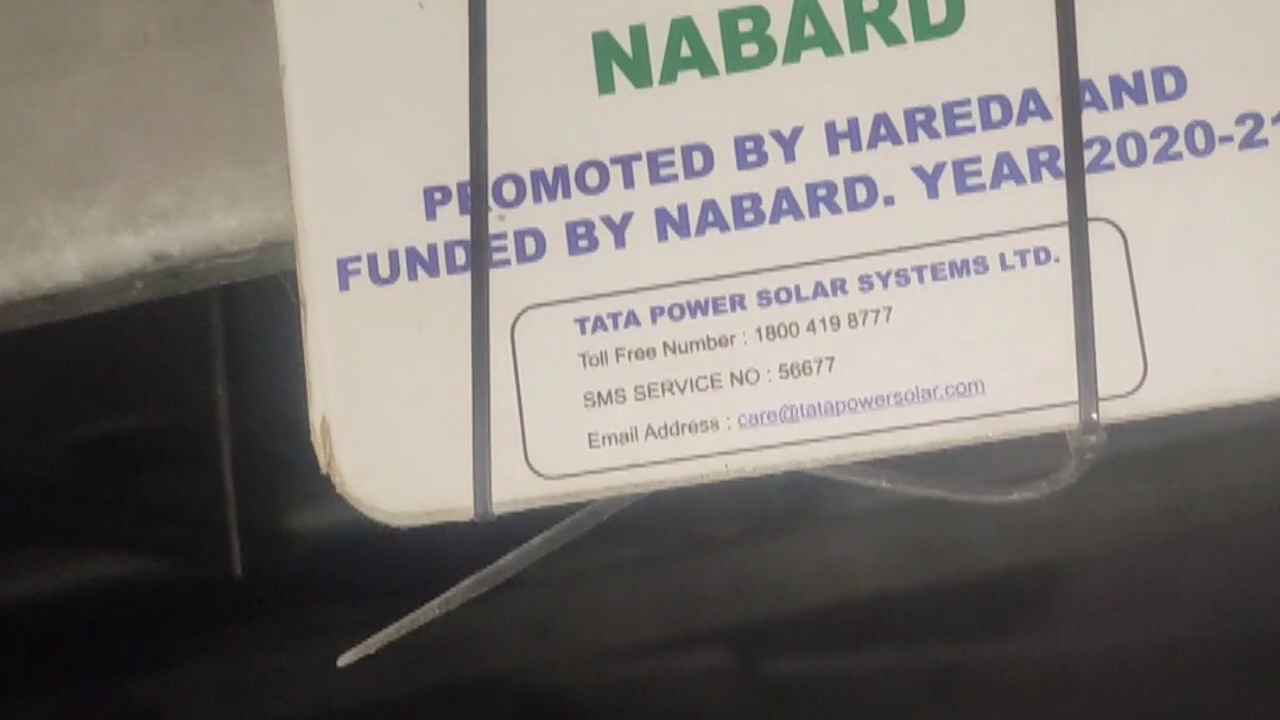 NABARD
PROMOTED BY HAREDA AND
FUNDED BY NABARD. YEAR 2020-21
TATA POWER SOLAR SYSTEMS LTD.
Toll Free Number : 1800 419 8777
SMS SERVICE NO : 56677
Email Address : care@tatapowersolar.com